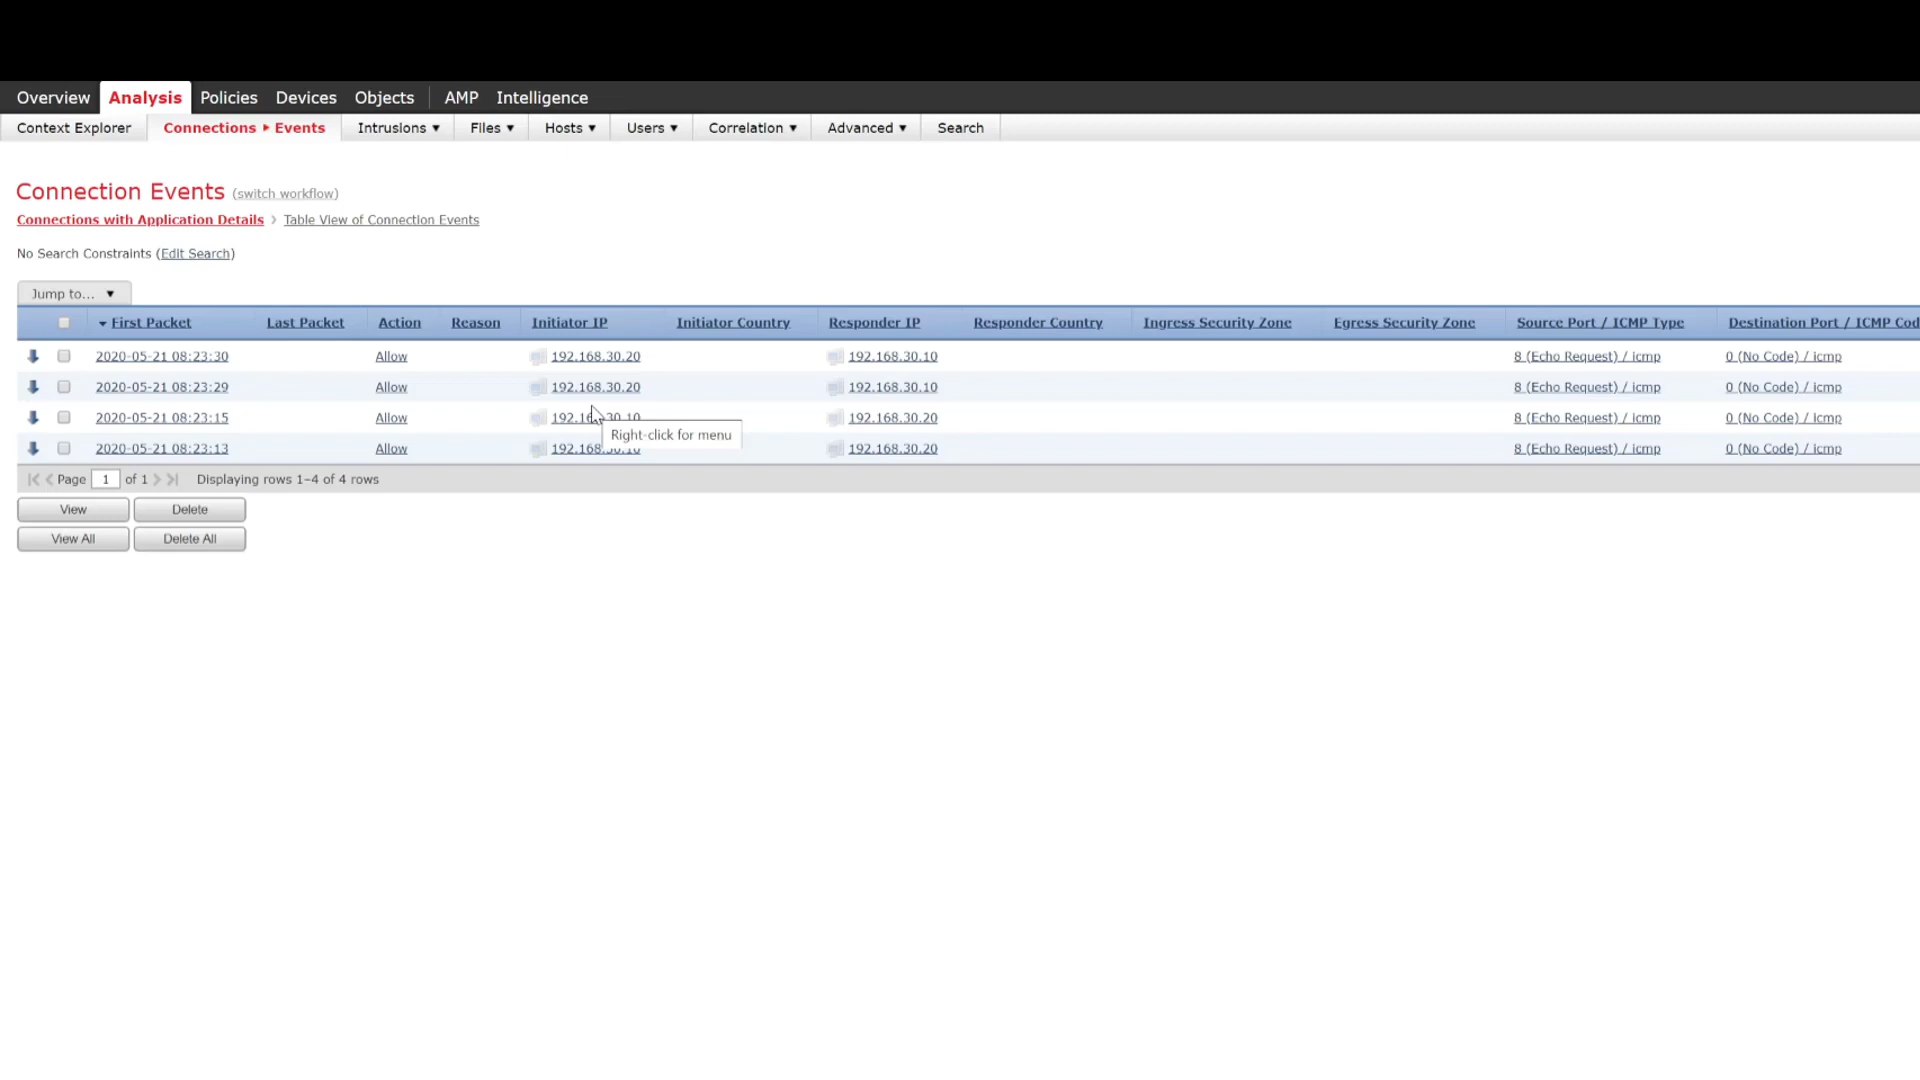 Overview Analysis Policies Devices Objects AMP Intelligence
Context Explorer Connections ▸ Events Intrusions ▼ Files ▼ Hosts ▼ Users ▼ Correlation ▼ Advanced ▼ Search
Connection Events (switch workflow)
Connections with Application Details > Table View of Connection Events
No Search Constraints (Edit Search)
Jump to... ▼
First Packet Last Packet Action Reason Initiator IP Initiator Country Responder IP Responder Country Ingress Security Zone Egress Security Zone Source Port / ICMP Type Destination Port / ICMP Cod
2020-05-21 08:23:30 Allow 192.168.30.20 192.168.30.10 8 (Echo Request) / icmp 0 (No Code) / icmp
2020-05-21 08:23:29 Allow 192.168.30.20 192.168.30.10 8 (Echo Request) / icmp 0 (No Code) / icmp
2020-05-21 08:23:15 Allow 192.168.30.20 8 (Echo Request) / icmp 0 (No Code) / icmp
Right-click for menu
2020-05-21 08:23:13 Allow 192.168.30.20 8 (Echo Request) / icmp 0 (No Code) / icmp
Page 1 of 1 Displaying rows 1–4 of 4 rows
View Delete
View All Delete All